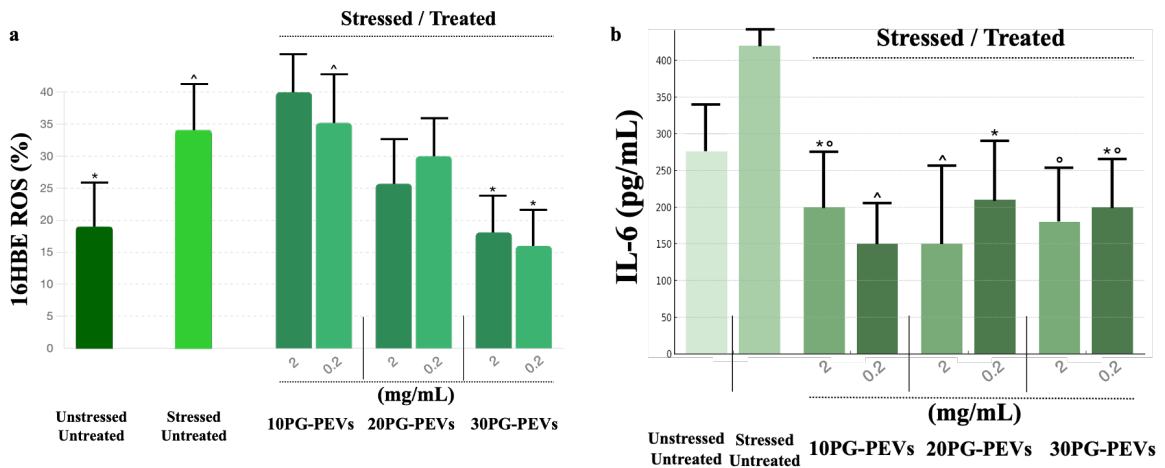 a
Stressed / Treated
16HBE ROS (%)
40
35
30
25
20
15
10
5
0
*
^
^
*
*
2
0.2
2
0.2
2
0.2
(mg/mL)
Unstressed
Untreated
Stressed
Untreated
10PG-PEVs
20PG-PEVs
30PG-PEVs
b
Stressed / Treated
IL-6 (pg/mL)
400
350
300
250
200
150
100
50
0
*°
^
^
*
°
*°
2
0.2
2
0.2
2
0.2
(mg/mL)
Unstressed
Untreated
Stressed
Untreated
10PG-PEVs
20PG-PEVs
30PG-PEVs